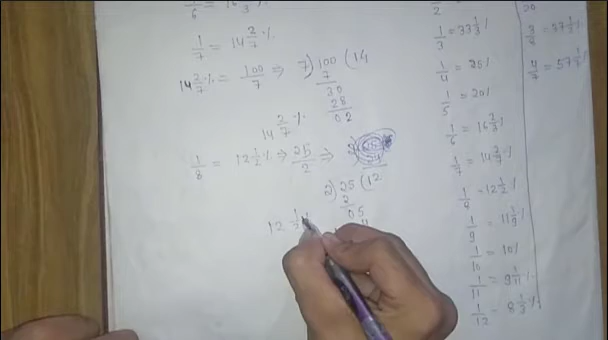 1/6 = 16
1/7 = 14 2/7 %
14 2/7 % = 100/7 ⇒ 7) 100 (14
7
30
28
02
14 2/7 %
1/8 = 12 1/2 % ⇒ 25/2 ⇒
2) 25 (12
2
05
12 1/2
2
1/3 = 33 1/3 %
1/4 = 25 %
1/5 = 20 %
1/6 = 16 2/3 %
1/7 = 14 2/7 %
1/8 = 12 1/2 %
1/9 = 11 1/9 %
1/10 = 10 %
1/11 = 9 1/11 %
1/12 = 8 1/3 %
20